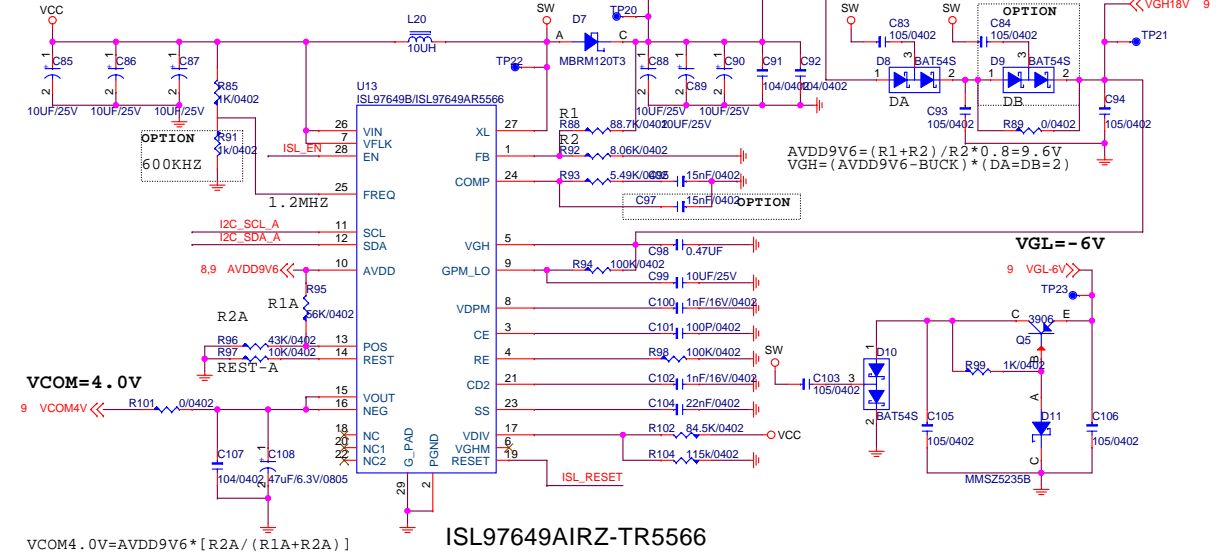 VCC
SW
TP20
SW
SW
OPTION
VGH18V 9
L20
10UH
D7
A
C
MBRM120T3
TP22
C83
105/0402
C84
105/0402
D8
BAT54S
D9
BAT54S
1
2
3
1
2
3
DA
DB
TP21
C85
10UF/25V
C86
10UF/25V
C87
10UF/25V
R85
1K/0402
R91
1k/0402
OPTION
600KHZ
C88
C89
10UF/25V
C90
10UF/25V
10UF/25V
C91
104/0402
C92
104/0402
C93
105/0402
R89
0/0402
C94
105/0402
AVDD9V6=(R1+R2)/R2*0.8=9.6V
VGH=(AVDD9V6-BUCK)*(DA=DB=2)
U13
ISL97649B/ISL97649AR5566
26 VIN
7 VFLK
28 EN
ISL_EN
25 FREQ
1.2MHZ
11 SCL
I2C_SCL_A
12 SDA
I2C_SDA_A
10 AVDD
8,9 AVDD9V6
R95
56K/0402
R1A
R2A
R96
43K/0402
R97
10K/0402
REST-A
13 POS
14 REST
15 VOUT
16 NEG
18 NC
20 NC1
22 NC2
G_PAD
29
PGND
2
XL 27
FB 1
COMP 24
VGH 5
GPM_LO 9
VDPM 8
CE 3
RE 4
CD2 21
SS 23
VDIV 17
VGHM 6
RESET 19
R1
R88
88.7K/0402
R2
R92
8.06K/0402
R93
5.49K/0402
15nF/0402
C97
15nF/0402
OPTION
C98
0.47UF
R94
100K/0402
C99
10UF/25V
C100
1nF/16V/0402
C101
100P/0402
R98
100K/0402
C102
1nF/16V/0402
C104
22nF/0402
R102
84.5K/0402
VCC
R104
115k/0402
ISL_RESET
VCOM=4.0V
9 VCOM4V
R101
0/0402
C107
104/0402
C108
47uF/6.3V/0805
VGL=-6V
9 VGL-6V
TP23
SW
C103
105/0402
3
1
D10
BAT54S
2
C
3906
E
Q5
B
R99
1K/0402
A
D11
C
MMSZ5235B
C105
105/0402
C106
105/0402
ISL97649AIRZ-TR5566
VCOM4.0V=AVDD9V6*[R2A/(R1A+R2A)]